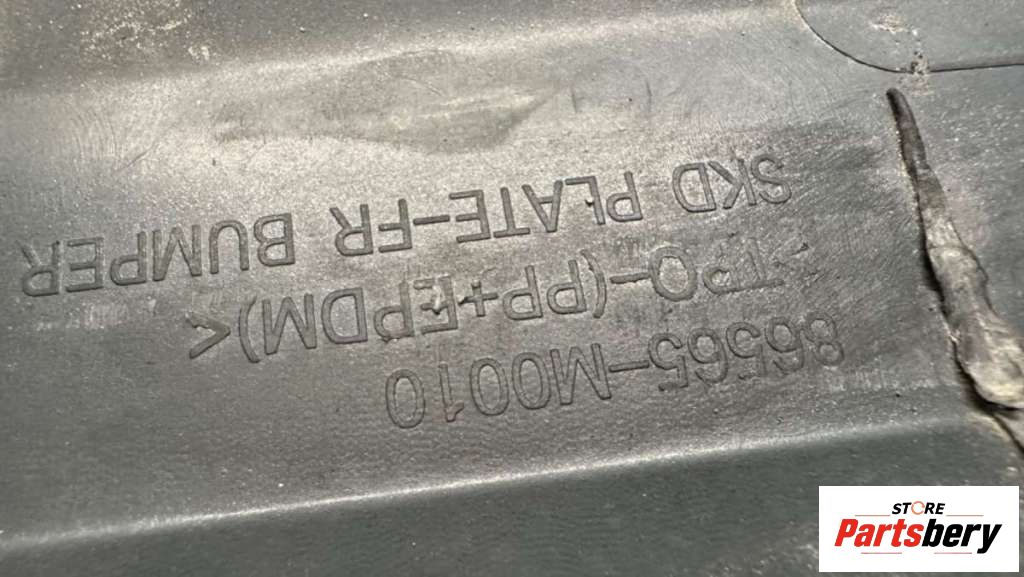 86565-M0010
>TPO-(PP+EPDM)<
SKD PLATE-FR BUMPER
STORE
Partsbery